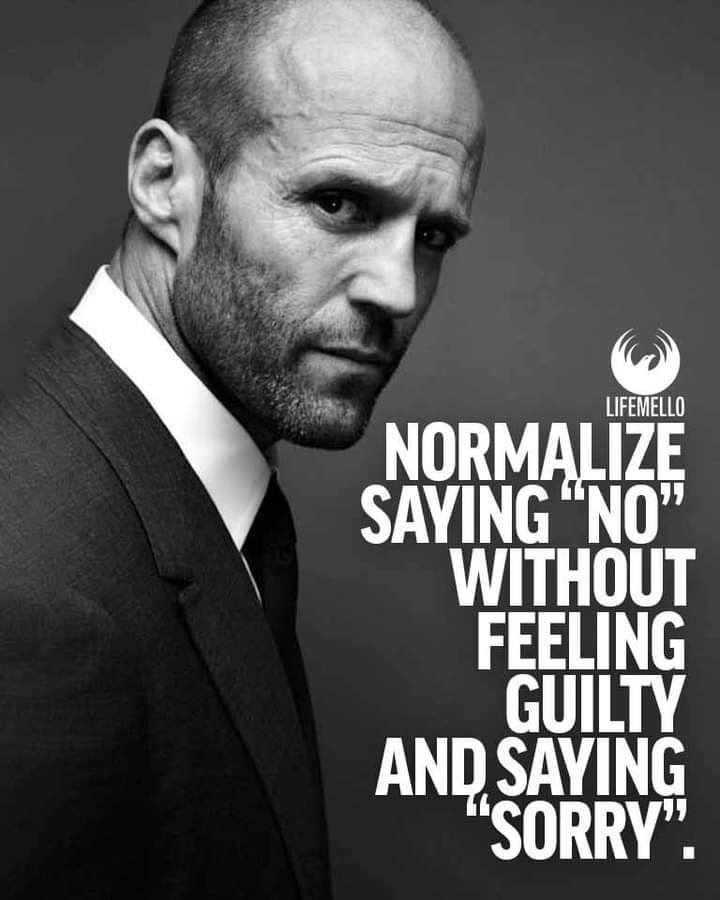 LIFEMELLO
NORMALIZE
SAYING “NO”
WITHOUT
FEELING
GUILTY
AND SAYING
“SORRY”.